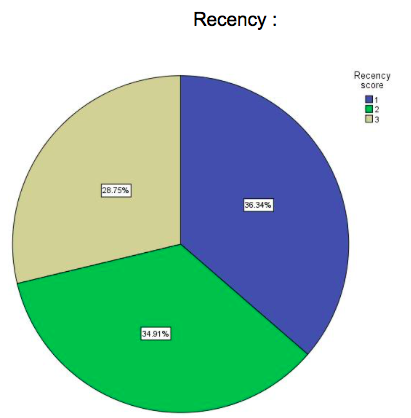 Recency :
Recency
score
1
2
3
28.75%
36.34%
34.91%